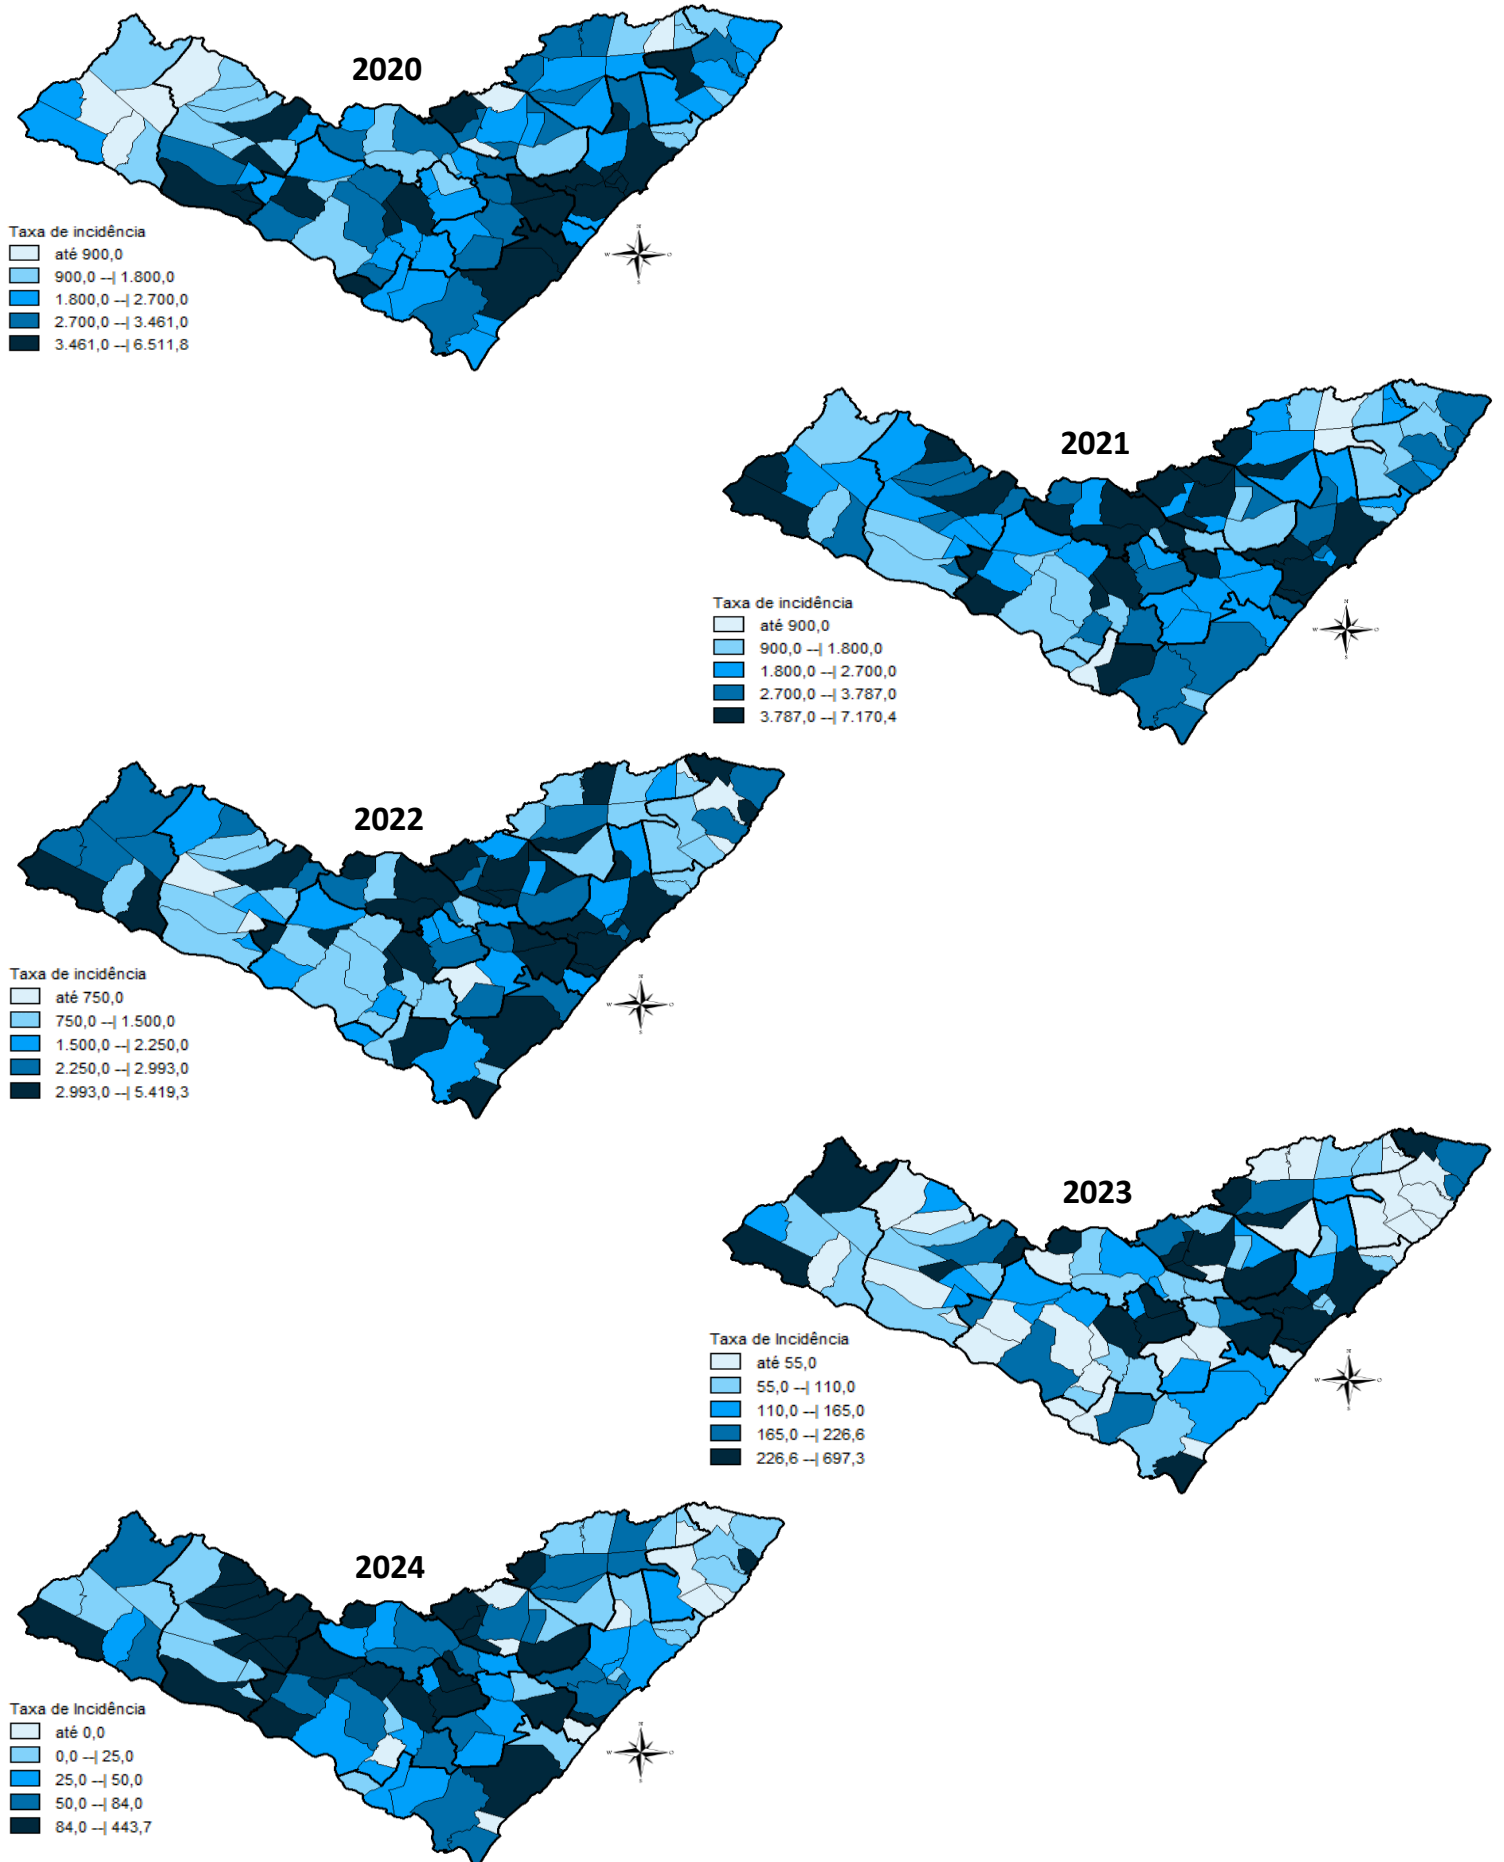 2020
Taxa de incidência
até 900,0
900,0 --| 1.800,0
1.800,0 --| 2.700,0
2.700,0 --| 3.461,0
3.461,0 --| 6.511,8
N
W
O
S
2021
Taxa de incidência
até 900,0
900,0 --| 1.800,0
1.800,0 --| 2.700,0
2.700,0 --| 3.787,0
3.787,0 --| 7.170,4
N
W
O
S
2022
Taxa de incidência
até 750,0
750,0 --| 1.500,0
1.500,0 --| 2.250,0
2.250,0 --| 2.993,0
2.993,0 --| 5.419,3
N
W
O
S
2023
Taxa de Incidência
até 55,0
55,0 --| 110,0
110,0 --| 165,0
165,0 --| 226,6
226,6 --| 697,3
N
W
O
S
2024
Taxa de Incidência
até 0,0
0,0 --| 25,0
25,0 --| 50,0
50,0 --| 84,0
84,0 --| 443,7
N
W
O
S